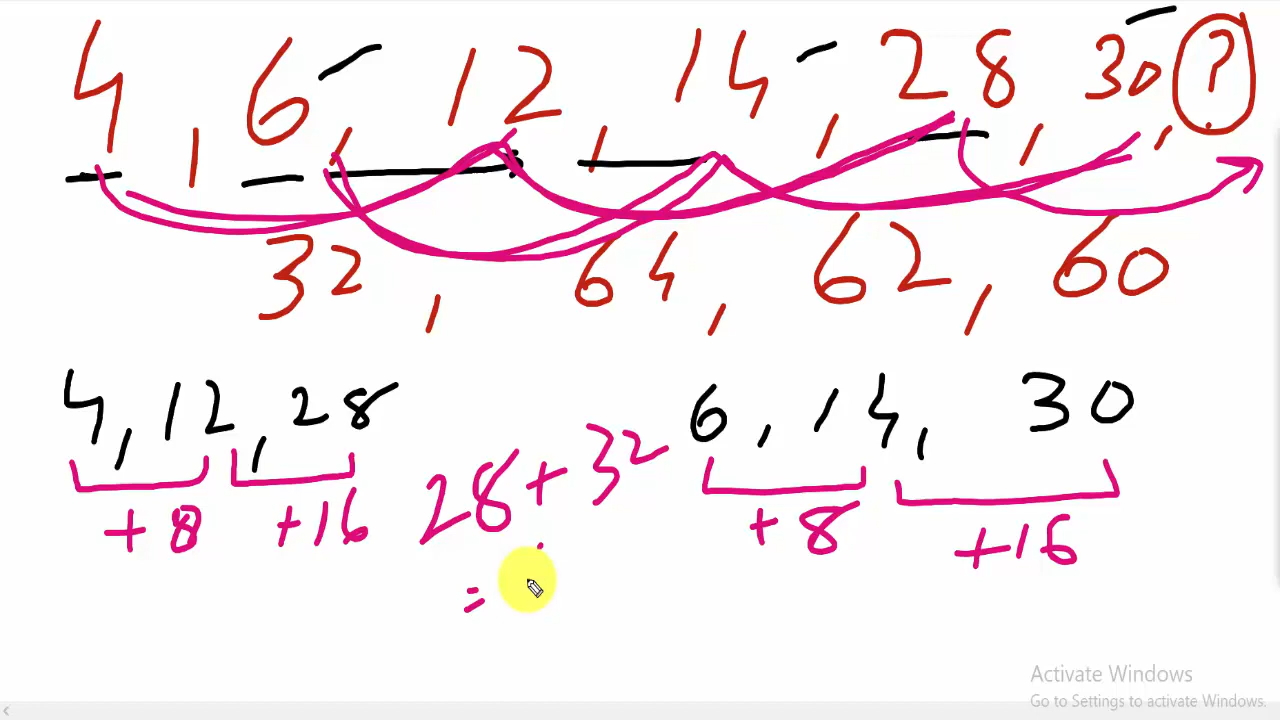 4, 6, 12, 14, 28, 30, ?
32, 64, 62, 60
4, 12, 28 6, 14, 30
28 + 32
+8 +16 +8 +16
=
Activate Windows
Go to Settings to activate Windows.